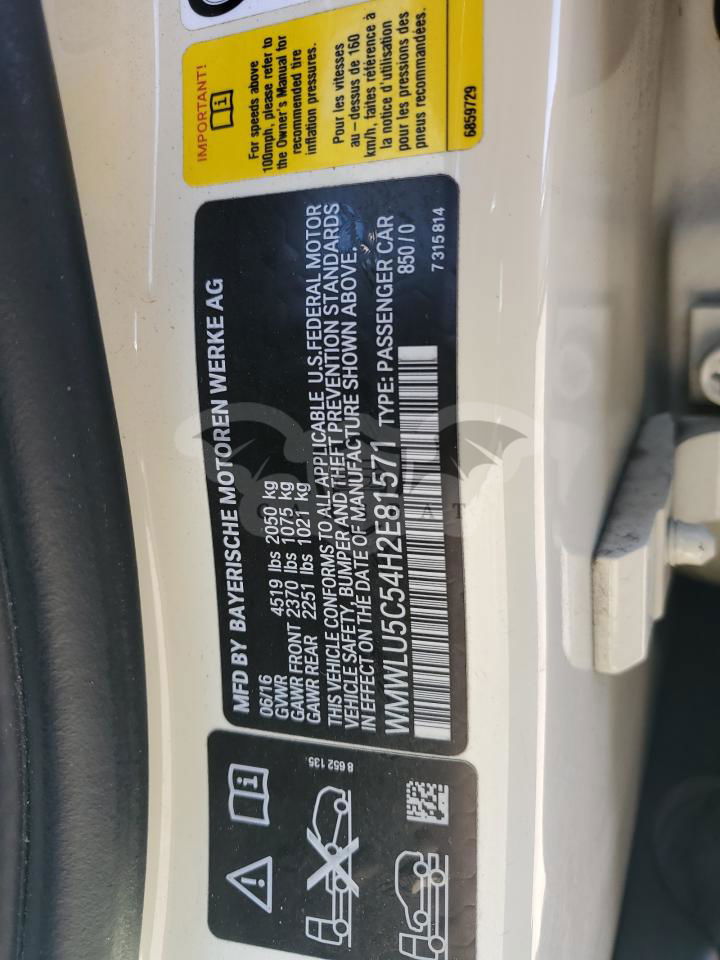 IMPORTANT!
For speeds above
100mph, please refer to
the Owner's Manual for
recommended tire
inflation pressures.
Pour les vitesses
au-dessus de 160
km/h, faites référence à
la notice d'utilisation
pour les pressions des
pneus recommandées.
6859729
MFD BY BAYERISCHE MOTOREN WERKE AG
06/16
GVWR 4519 lbs 2050 kg
GAWR FRONT 2370 lbs 1075 kg
GAWR REAR 2251 lbs 1021 kg
THIS VEHICLE CONFORMS TO ALL APPLICABLE U.S. FEDERAL MOTOR
VEHICLE SAFETY, BUMPER AND THEFT PREVENTION STANDARDS
IN EFFECT ON THE DATE OF MANUFACTURE SHOWN ABOVE.
WMWLU5C54H2E81571 TYPE: PASSENGER CAR
850/0
7315814
8 652 135